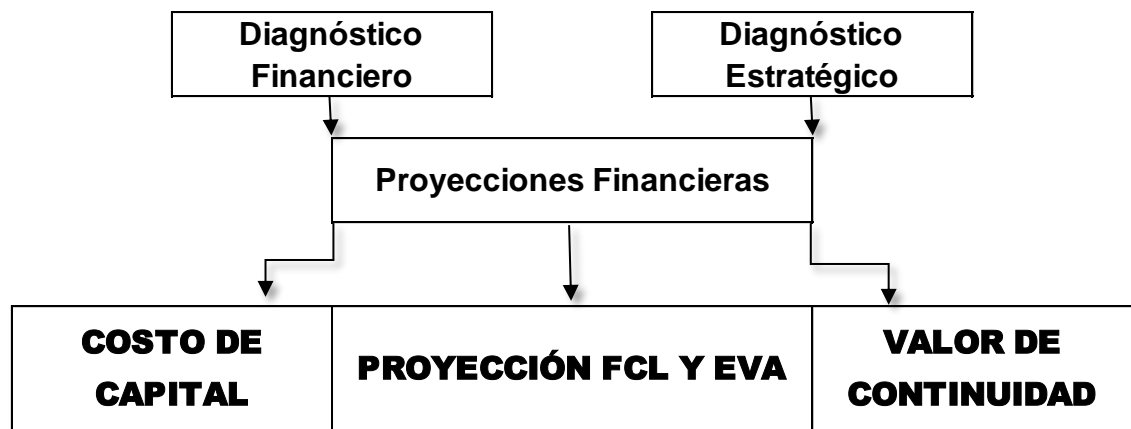 Diagnóstico
Financiero
Diagnóstico
Estratégico
Proyecciones Financieras
COSTO DE
CAPITAL
PROYECCIÓN FCL Y EVA
VALOR DE
CONTINUIDAD